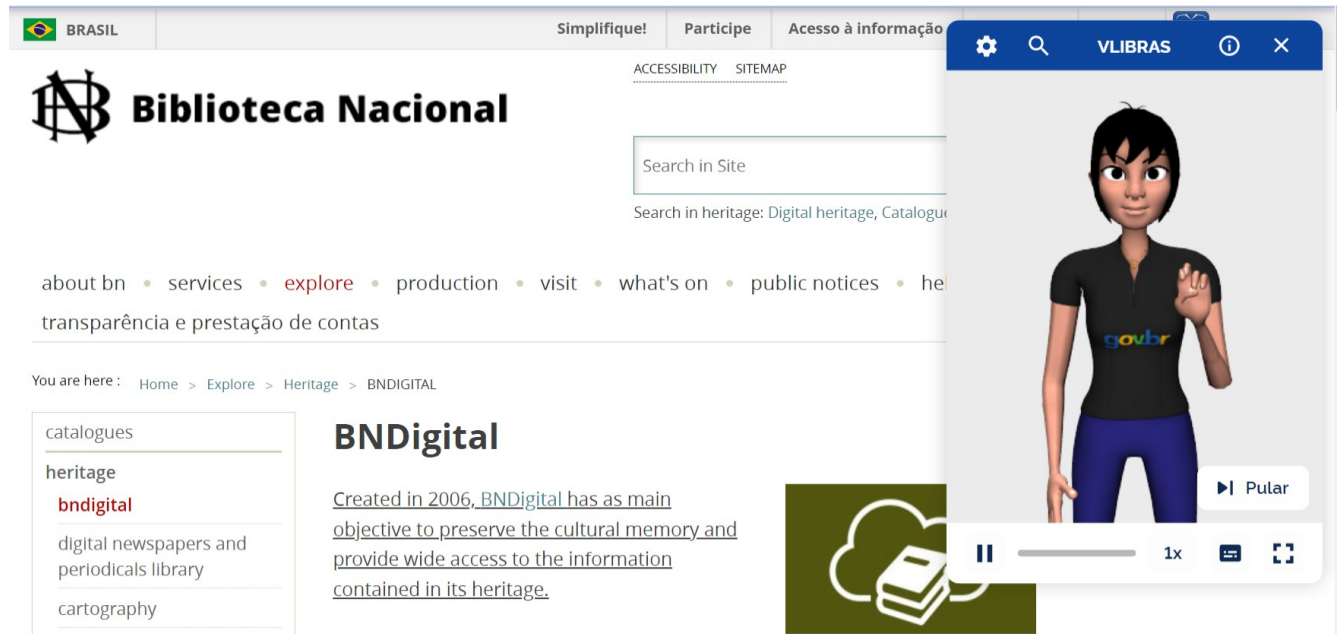 BRASIL
Simplifique!
Participe
Acesso à informação
ACCESSIBILITY
SITEMAP
Biblioteca Nacional
Search in Site
Search in heritage: Digital heritage, Catalogue
about bn • services • explore • production • visit • what's on • public notices • hel
transparência e prestação de contas
You are here : Home > Explore > Heritage > BNDIGITAL
catalogues
heritage
bndigital
digital newspapers and
periodicals library
cartography
BNDigital
Created in 2006, BNDigital has as main
objective to preserve the cultural memory and
provide wide access to the information
contained in its heritage.
VLIBRAS
gov.br
Pular
1x